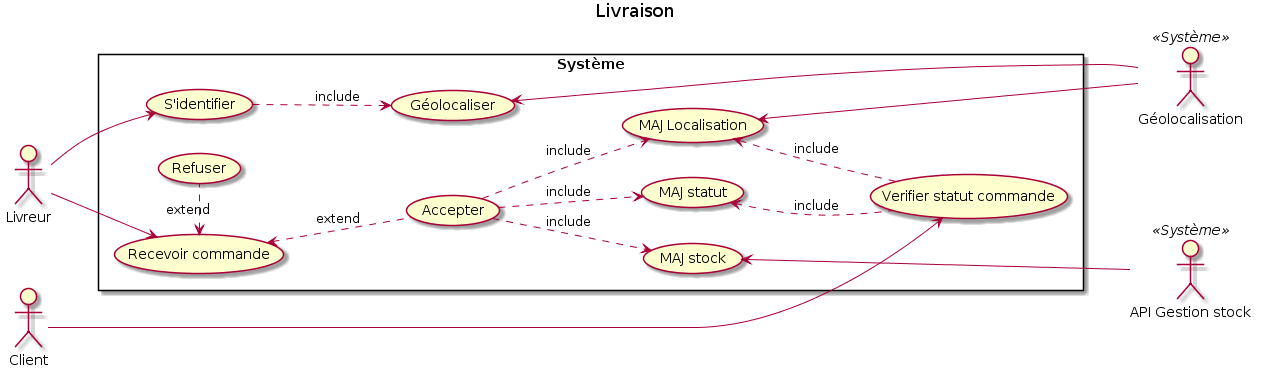 Livraison
«Système»
Système
S'identifier
include
Géolocaliser
Géolocalisation
MAJ Localisation
include
include
Refuser
MAJ statut
include
Verifier statut commande
include
Livreur
extend
extend
Accepter
include
«Système»
Recevoir commande
MAJ stock
API Gestion stock
Client